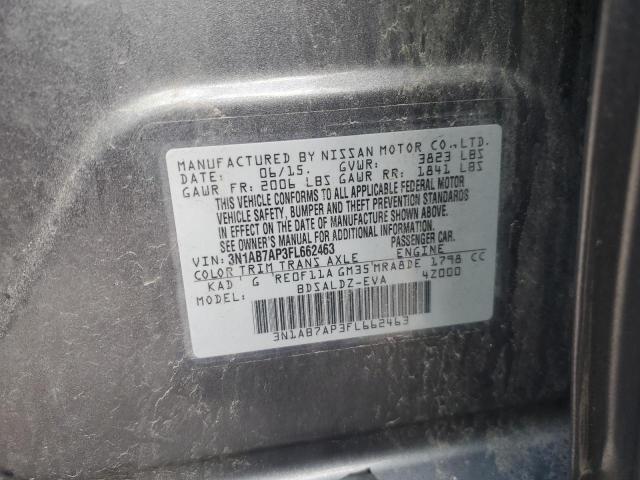 MANUFACTURED BY NISSAN MOTOR CO.,LTD.
DATE: 06/15. GVWR: 3823 LBS
GAWR FR: 2006 LBS GAWR RR: 1841 LBS
THIS VEHICLE CONFORMS TO ALL APPLICABLE FEDERAL MOTOR
VEHICLE SAFETY, BUMPER AND THEFT PREVENTION STANDARDS
IN EFFECT ON THE DATE OF MANUFACTURE SHOWN ABOVE.
SEE OWNER'S MANUAL FOR ADDITIONAL INFORMATION.
VIN: 3N1AB7AP3FL662463 PASSENGER CAR.
COLOR TRIM TRANS AXLE ENGINE
KAD G RE0F11A GM35 MRA8DE 1798 CC
MODEL: BDSALDZ-EVA 4Z000
3N1AB7AP3FL662463